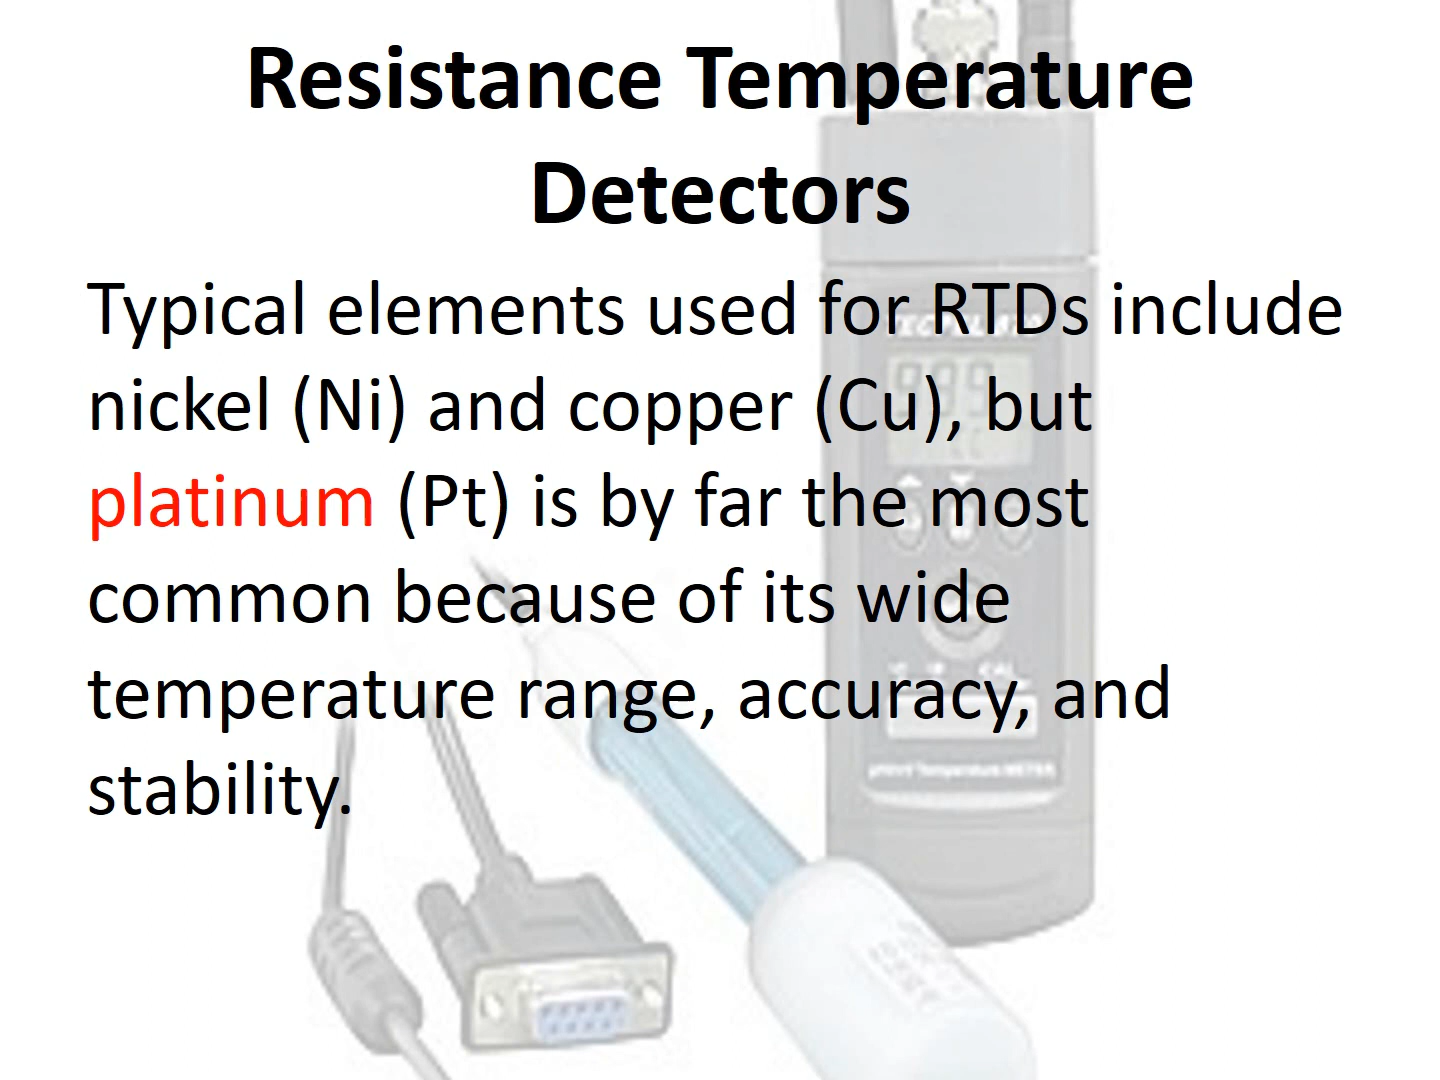 Resistance Temperature
Detectors
Typical elements used for RTDs include
nickel (Ni) and copper (Cu), but
platinum (Pt) is by far the most
common because of its wide
temperature range, accuracy, and
stability.